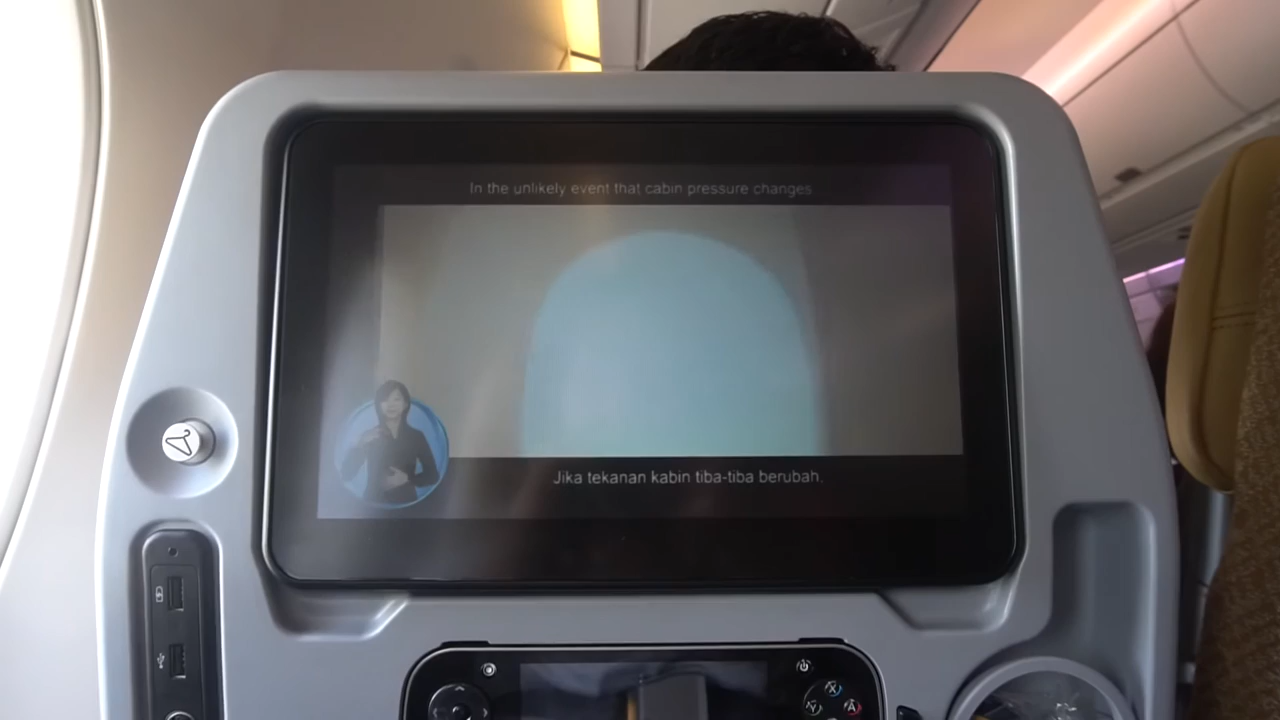 In the unlikely event that cabin pressure changes
Jika tekanan kabin tiba-tiba berubah.
X
Y
A